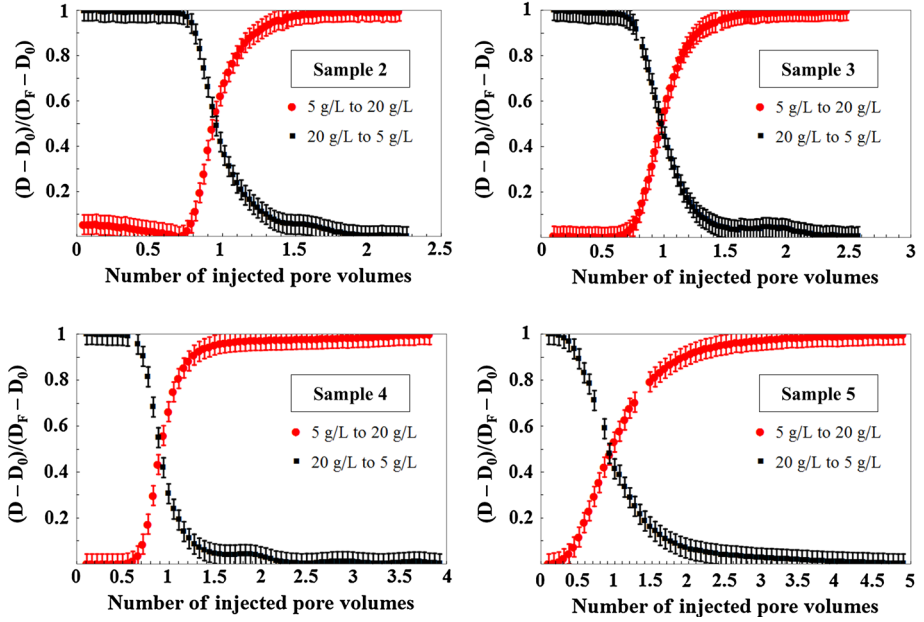 1
0.8
0.6
0.4
0.2
(D − D0)/(DF − D0)
Sample 2
5 g/L to 20 g/L
20 g/L to 5 g/L
0 0.5 1 1.5 2 2.5
Number of injected pore volumes
1
0.8
0.6
0.4
0.2
(D − D0)/(DF − D0)
Sample 3
5 g/L to 20 g/L
20 g/L to 5 g/L
0 0.5 1 1.5 2 2.5 3
Number of injected pore volumes
1
0.8
0.6
0.4
0.2
(D − D0)/(DF − D0)
Sample 4
5 g/L to 20 g/L
20 g/L to 5 g/L
0 0.5 1 1.5 2 2.5 3 3.5 4
Number of injected pore volumes
1
0.8
0.6
0.4
0.2
(D − D0)/(DF − D0)
Sample 5
5 g/L to 20 g/L
20 g/L to 5 g/L
0 0.5 1 1.5 2 2.5 3 3.5 4 4.5 5
Number of injected pore volumes